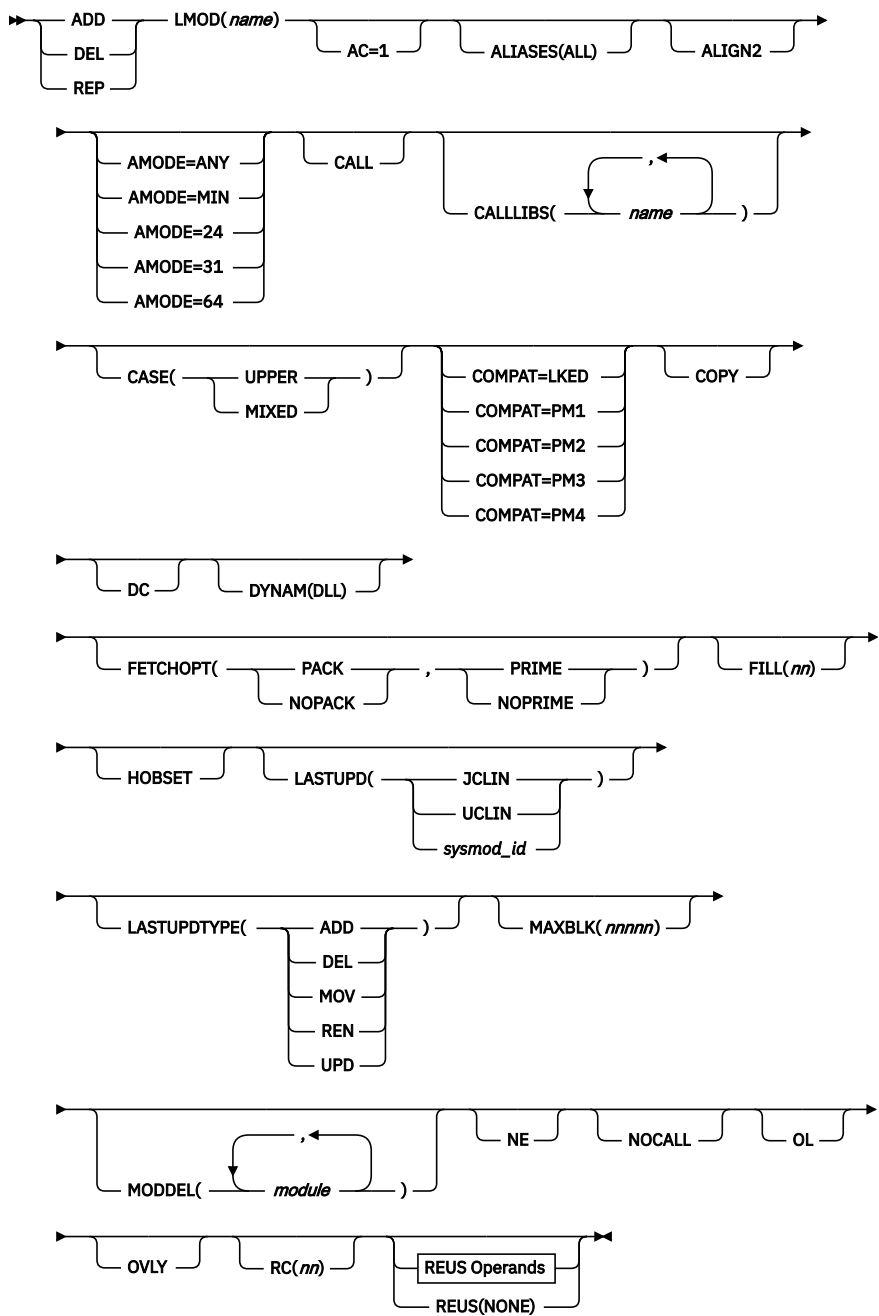 ADD LMOD(name)
DEL AC=1 ALIASES(ALL) ALIGN2
REP
AMODE=ANY CALL ,
AMODE=MIN
CALLLIBS( name )
AMODE=24
AMODE=31
AMODE=64
CASE( UPPER ) COMPAT=LKED COPY
MIXED COMPAT=PM1
COMPAT=PM2
COMPAT=PM3
COMPAT=PM4
DC DYNAM(DLL)
FETCHOPT( PACK , PRIME ) FILL(nn)
NOPACK NOPRIME
HOBSET LASTUPD( JCLIN )
UCLIN
sysmod_id
LASTUPDTYPE( ADD ) MAXBLK(nnnnn)
DEL
MOV
REN
UPD
, NE NOCALL OL
MODDEL( module )
OVLY RC(nn) REUS Operands
REUS(NONE)